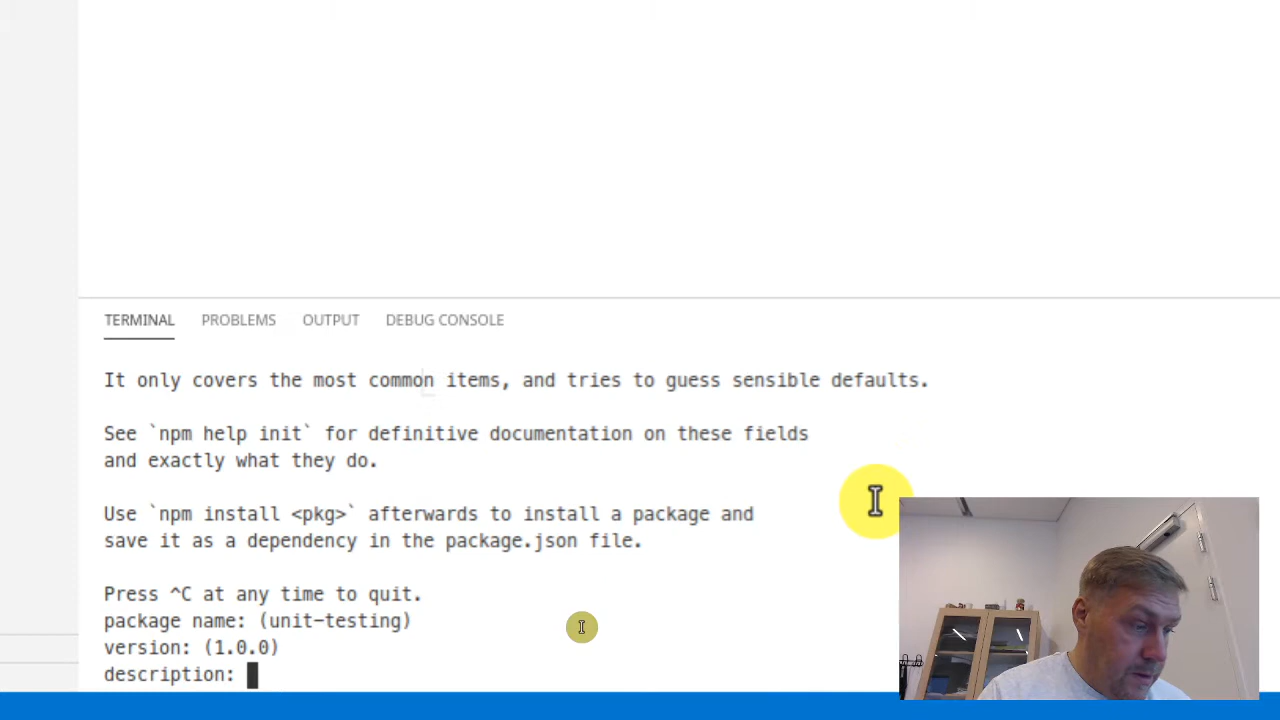 TERMINAL PROBLEMS OUTPUT DEBUG CONSOLE
It only covers the most common items, and tries to guess sensible defaults.
See `npm help init` for definitive documentation on these fields
and exactly what they do.
Use `npm install <pkg>` afterwards to install a package and
save it as a dependency in the package.json file.
Press ^C at any time to quit.
package name: (unit-testing)
version: (1.0.0)
description: